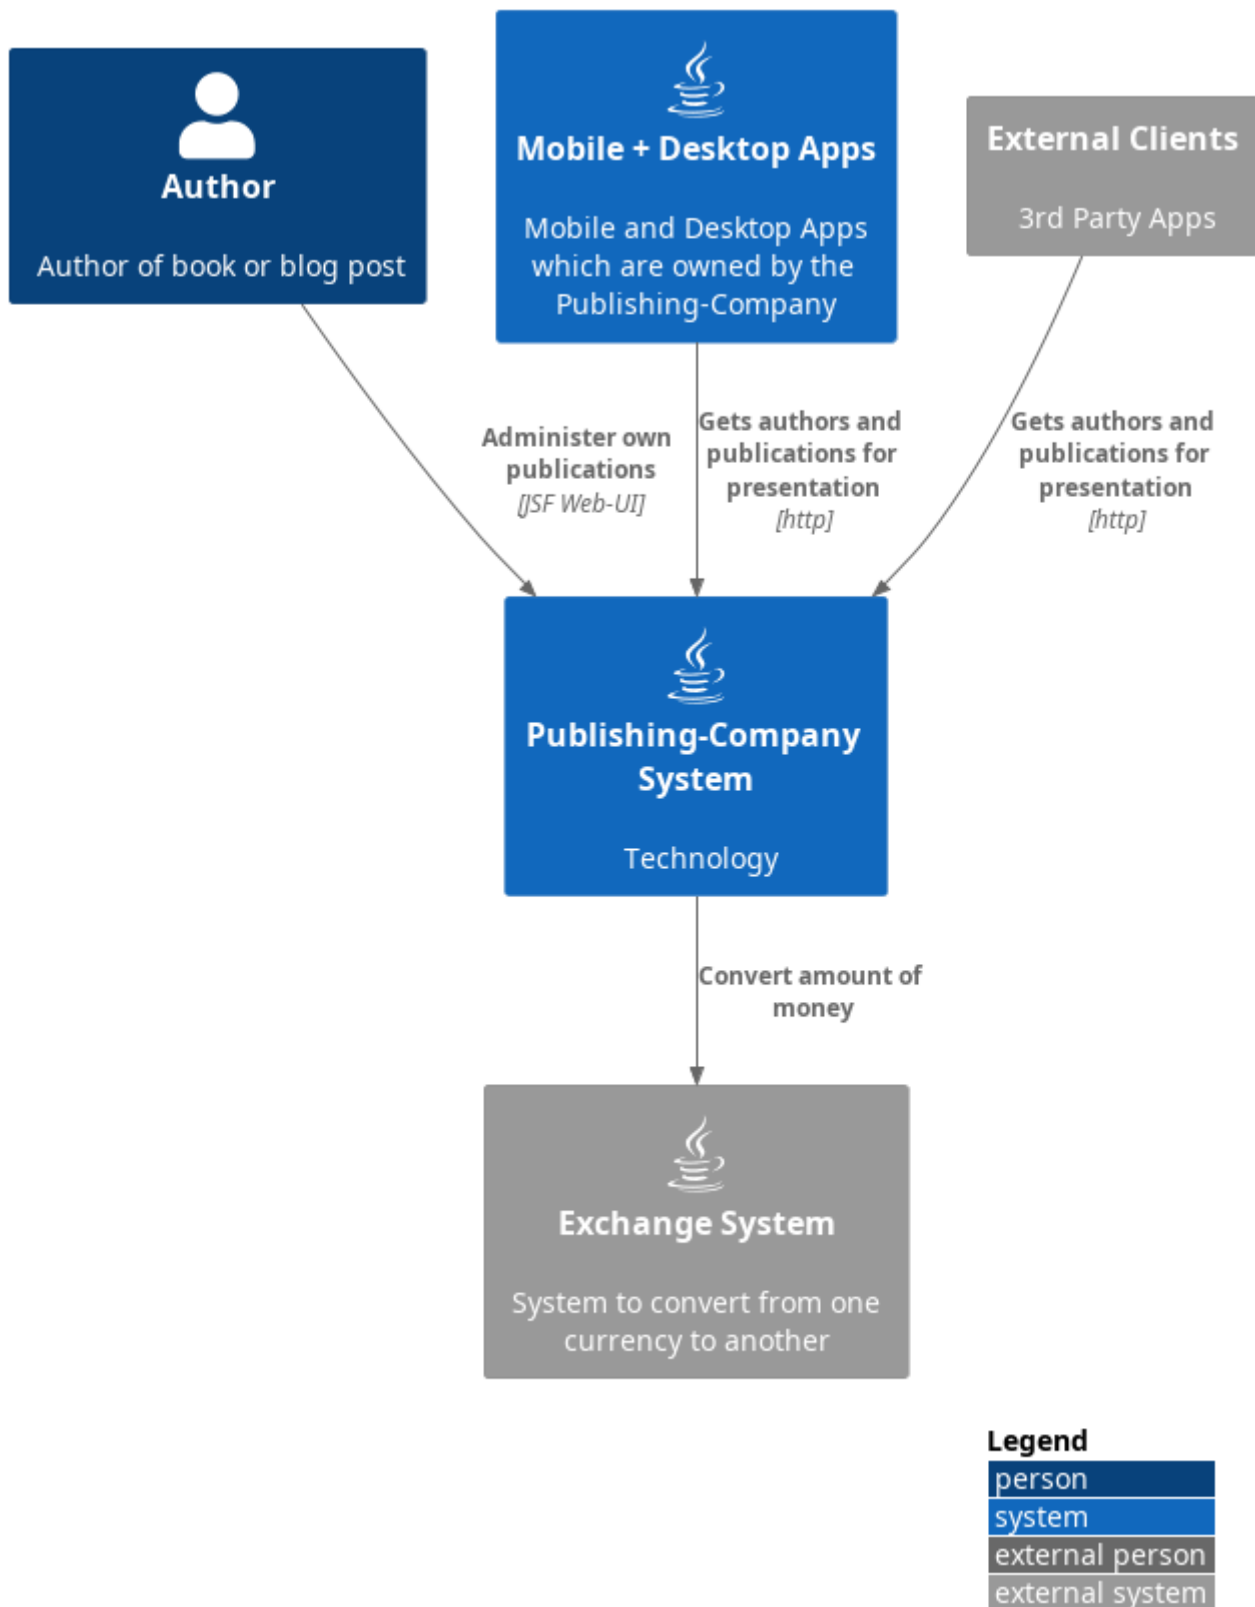 Author
Author of book or blog post
Mobile + Desktop Apps
Mobile and Desktop Apps
which are owned by the
Publishing-Company
External Clients
3rd Party Apps
Administer own
publications
[JSF Web-UI]
Gets authors and
publications for
presentation
[http]
Gets authors and
publications for
presentation
[http]
Publishing-Company
System
Technology
Convert amount of
money
Exchange System
System to convert from one
currency to another
Legend
person
system
external person
external system